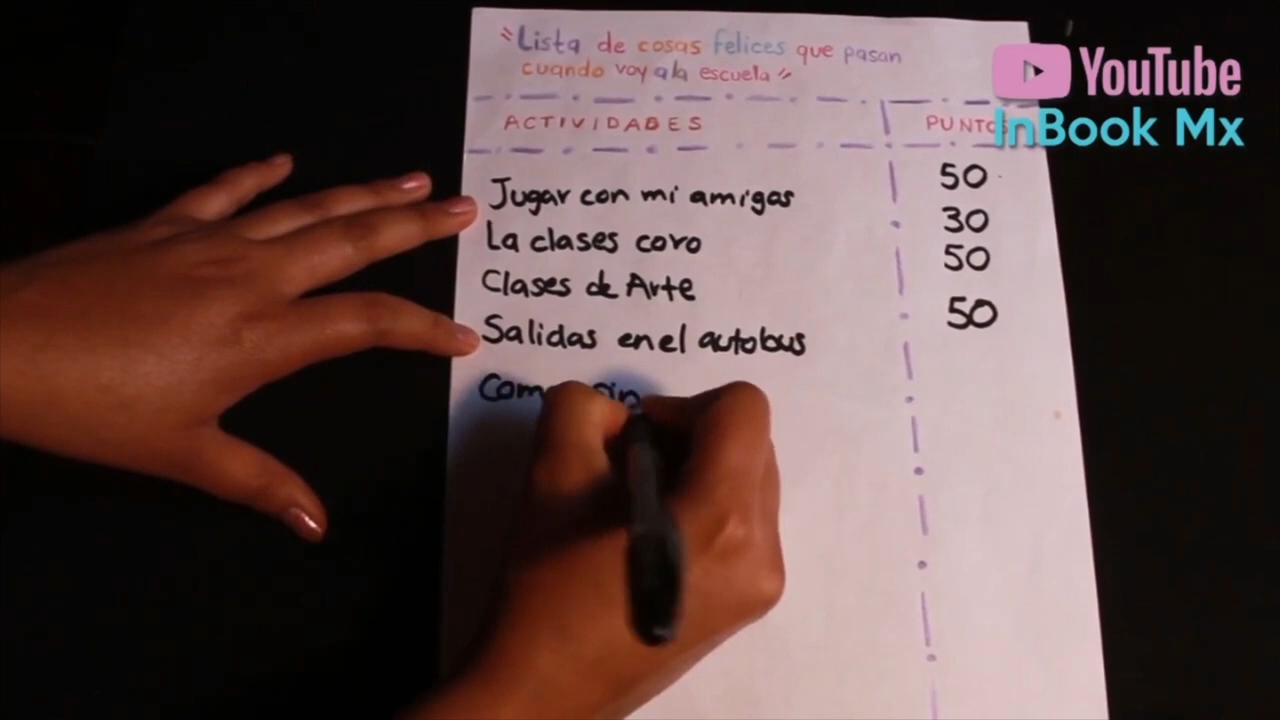 "Lista de cosas felices que pasan
cuando voy a la escuela"
YouTube
InBook Mx
ACTIVIDADES PUNTOS
Jugar con mi amigas 50
La clases coro 30
Clases de Arte 50
Salidas en el autobus 50